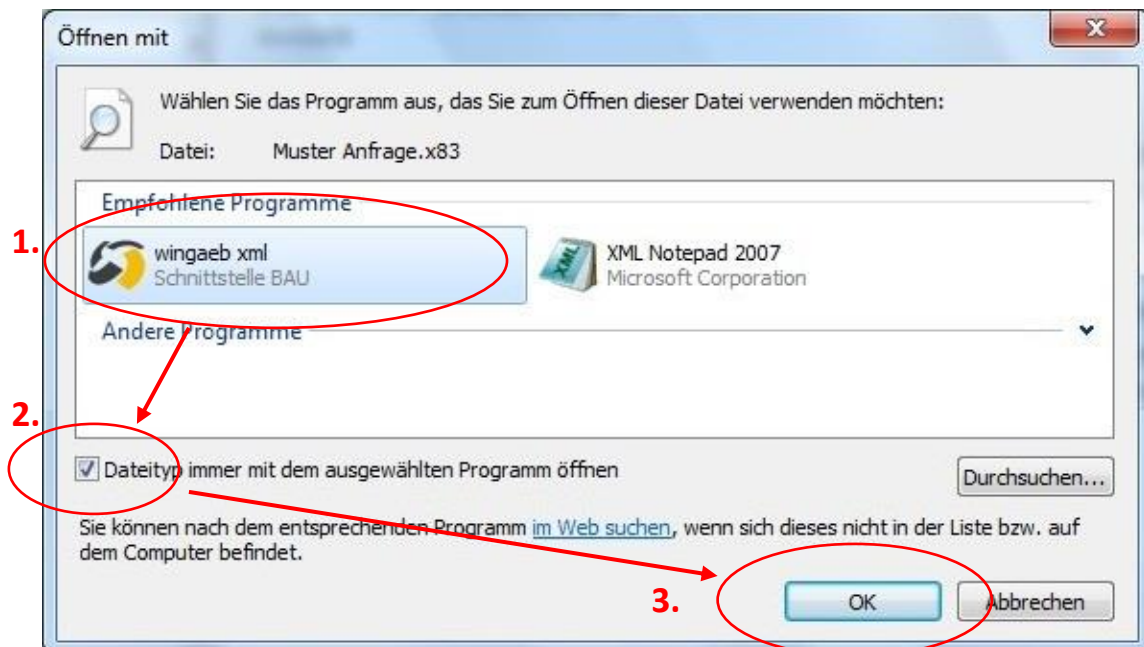 Öffnen mit
Wählen Sie das Programm aus, das Sie zum Öffnen dieser Datei verwenden möchten:
Datei: Muster Anfrage.x83
Empfohlene Programme
1.
wingaeb xml
Schnittstelle BAU
XML
XML Notepad 2007
Microsoft Corporation
Andere Programme
2.
Dateityp immer mit dem ausgewählten Programm öffnen
Durchsuchen...
Sie können nach dem entsprechenden Programm im Web suchen, wenn sich dieses nicht in der Liste bzw. auf
dem Computer befindet.
3.
OK
Abbrechen